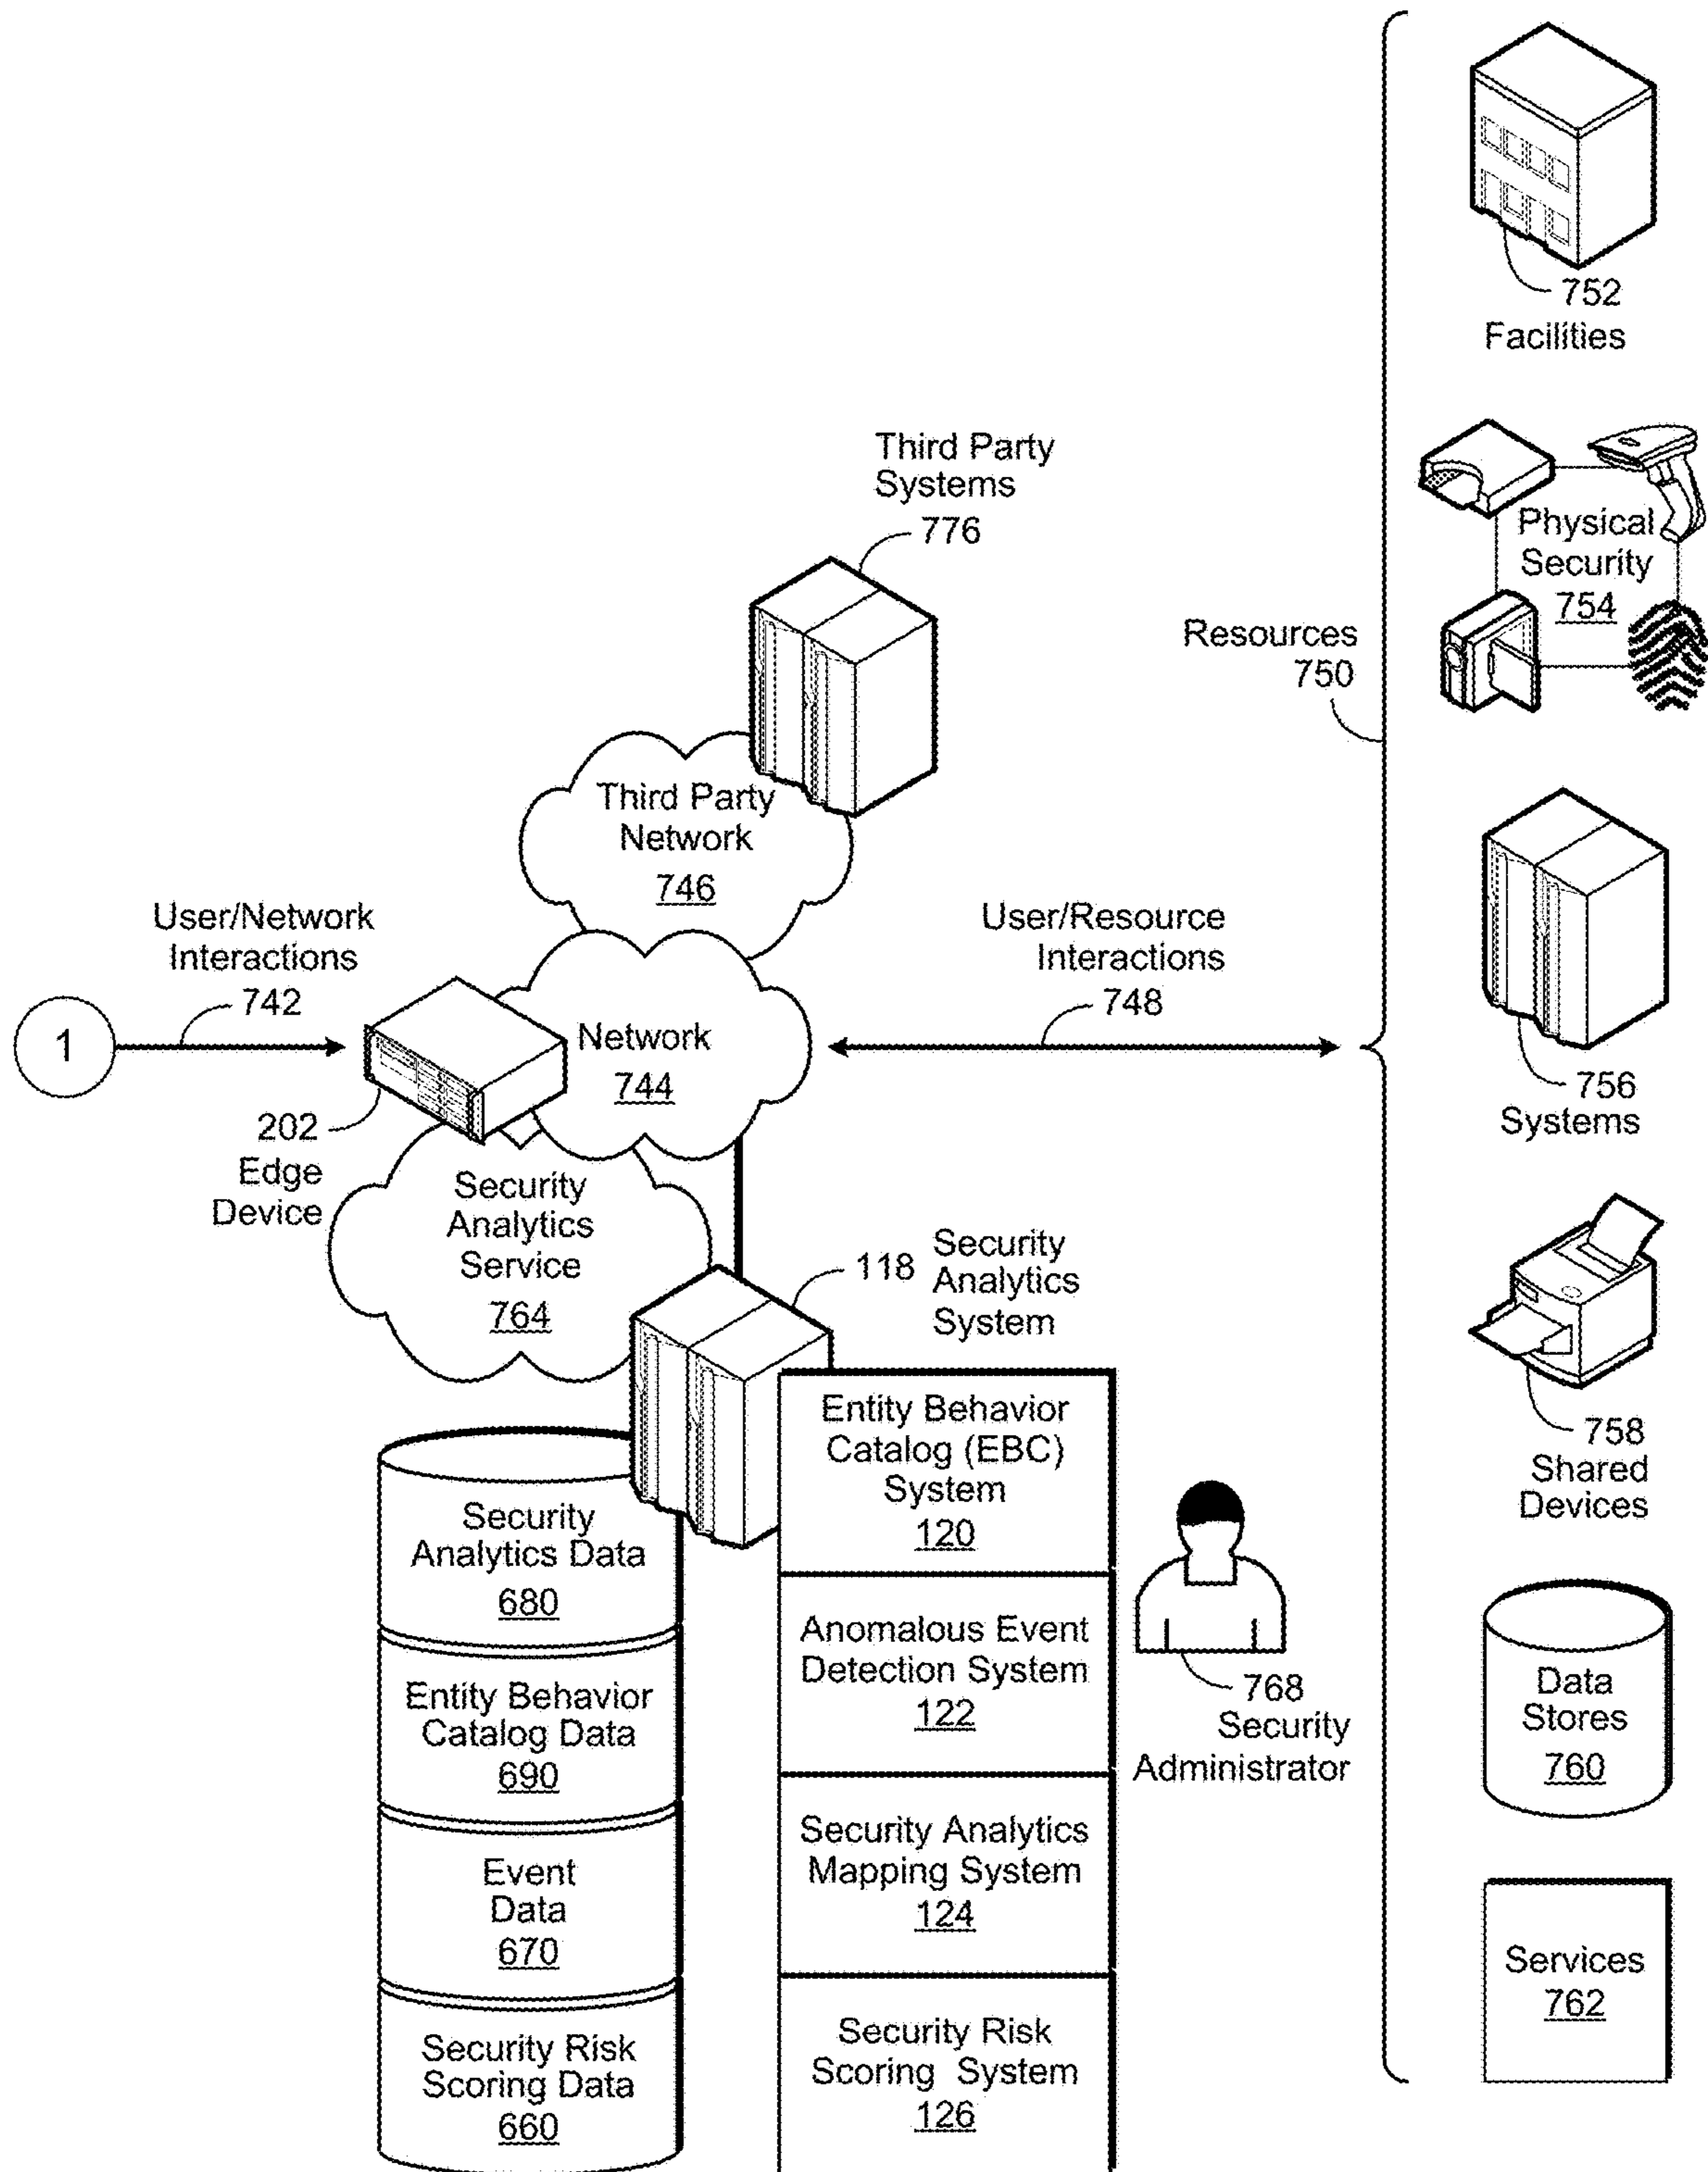 752
Facilities
Third Party
Systems
776
Physical
Security
754
Resources
750
Third Party
Network
746
User/Network
Interactions
742
User/Resource
Interactions
748
1
Network
744
756
Systems
202
Edge
Device
Security
Analytics
Service
764
118
Security
Analytics
System
758
Shared
Devices
Entity Behavior
Catalog (EBC)
System
120
Security
Analytics Data
680
Anomalous Event
Detection System
122
768
Security
Administrator
Data
Stores
760
Entity Behavior
Catalog Data
690
Security Analytics
Mapping System
124
Event
Data
670
Services
762
Security Risk
Scoring Data
660
Security Risk
Scoring System
126